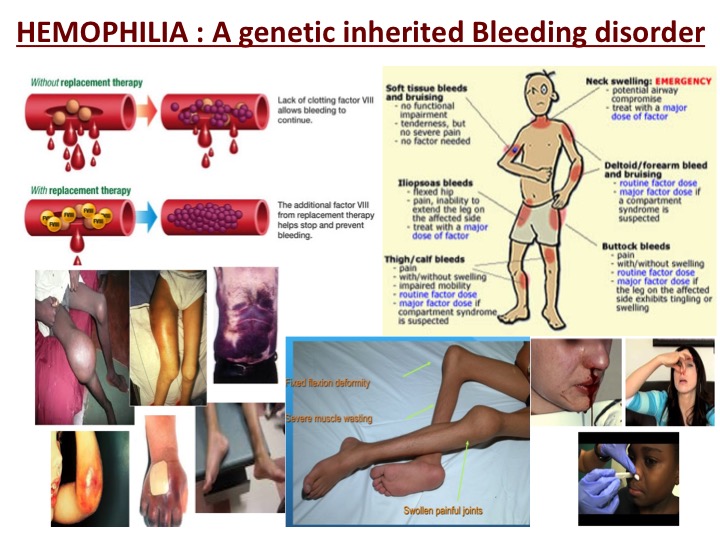 HEMOPHILIA : A genetic inherited Bleeding disorder
Without replacement therapy
Lack of clotting factor VIII
allows bleeding to
continue.
With replacement therapy
FVIII
FVIII
FVIII
FVIII
The additional factor VIII
from replacement therapy
helps stop and prevent
bleeding.
Soft tissue bleeds
and bruising
- no functional
impairment
- tenderness, but
no severe pain
- no factor needed
Neck swelling: EMERGENCY
- potential airway
compromise
- treat with a major
dose of factor
Iliopsoas bleeds
- flexed hip
- pain, inability to
extend the leg on
the affected side
- treat with a major
dose of factor
Deltoid/forearm bleed
and bruising
- routine factor dose
- major factor dose if
a compartment
syndrome is
suspected
Thigh/calf bleeds
- pain
- with/without swelling
- impaired mobility
- routine factor dose
- major factor dose if
compartment syndrome
is suspected
Buttock bleeds
- pain
- with/without swelling
- routine factor dose
- major factor dose if
the leg on the affected
side exhibits tingling or
swelling
Fixed flexion deformity
Severe muscle wasting
Swollen painful joints